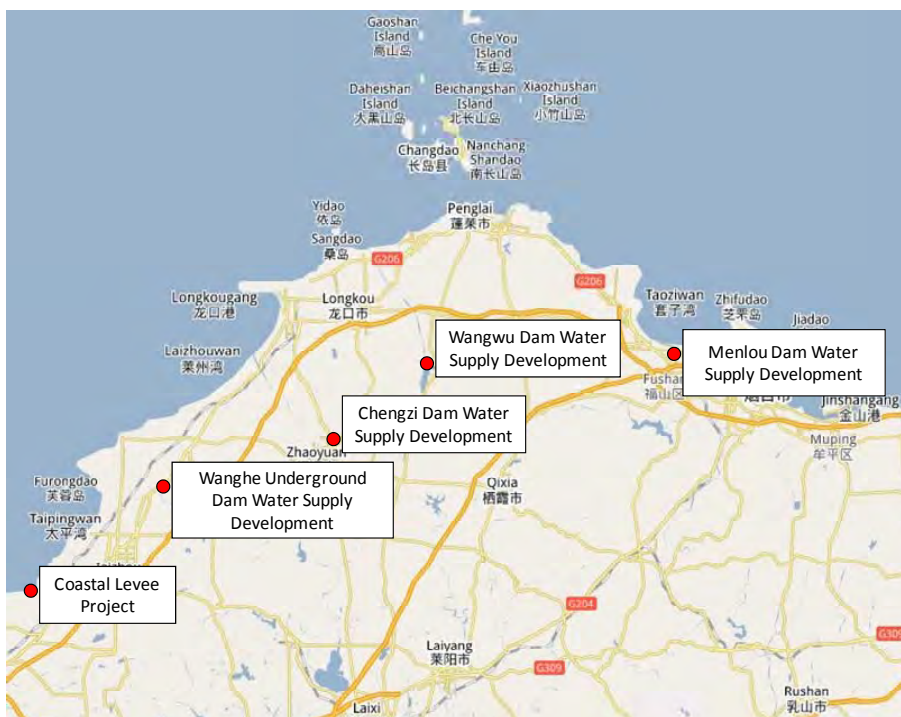 Gaoshan
Island
高山岛
Che You
Island
车由岛
Daheishan
Island
大黑山岛
Beichangshan
Island
北长山岛
Xiaozhushan
Island
小竹山岛
Changdao
长岛县
Nanchang
Shandao
南长山岛
Yidao
依岛
Sangdao
桑岛
Penglai
蓬莱市
G206
G206
Longkougang
龙口港
Longkou
龙口市
Taoziwan
套子湾
Zhifudao
芝罘岛
Jiadao
Laizhouwan
莱州湾
Wangwu Dam Water
Supply Development
Menlou Dam Water
Supply Development
福山区
Jinshangang
金山港
Chengzi Dam Water
Supply Development
Muping
牟平区
Zhaoyuan
Furongdao
芙蓉岛
Wanghe Underground
Dam Water Supply
Development
Qixia
栖霞市
Taipingwan
太平湾
Coastal Levee
Project
G204
Laiyang
莱阳市
G309
G309
Laixi
Rushan
乳山市